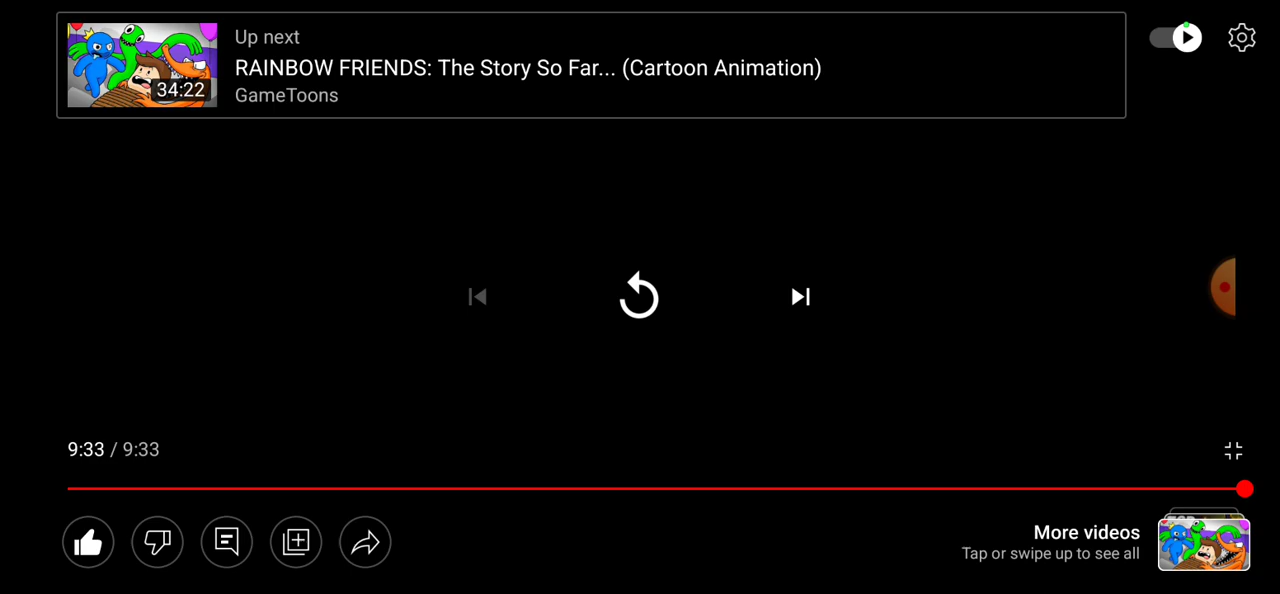 Up next
RAINBOW FRIENDS: The Story So Far... (Cartoon Animation)
34:22
GameToons
9:33 / 9:33
More videos
Tap or swipe up to see all